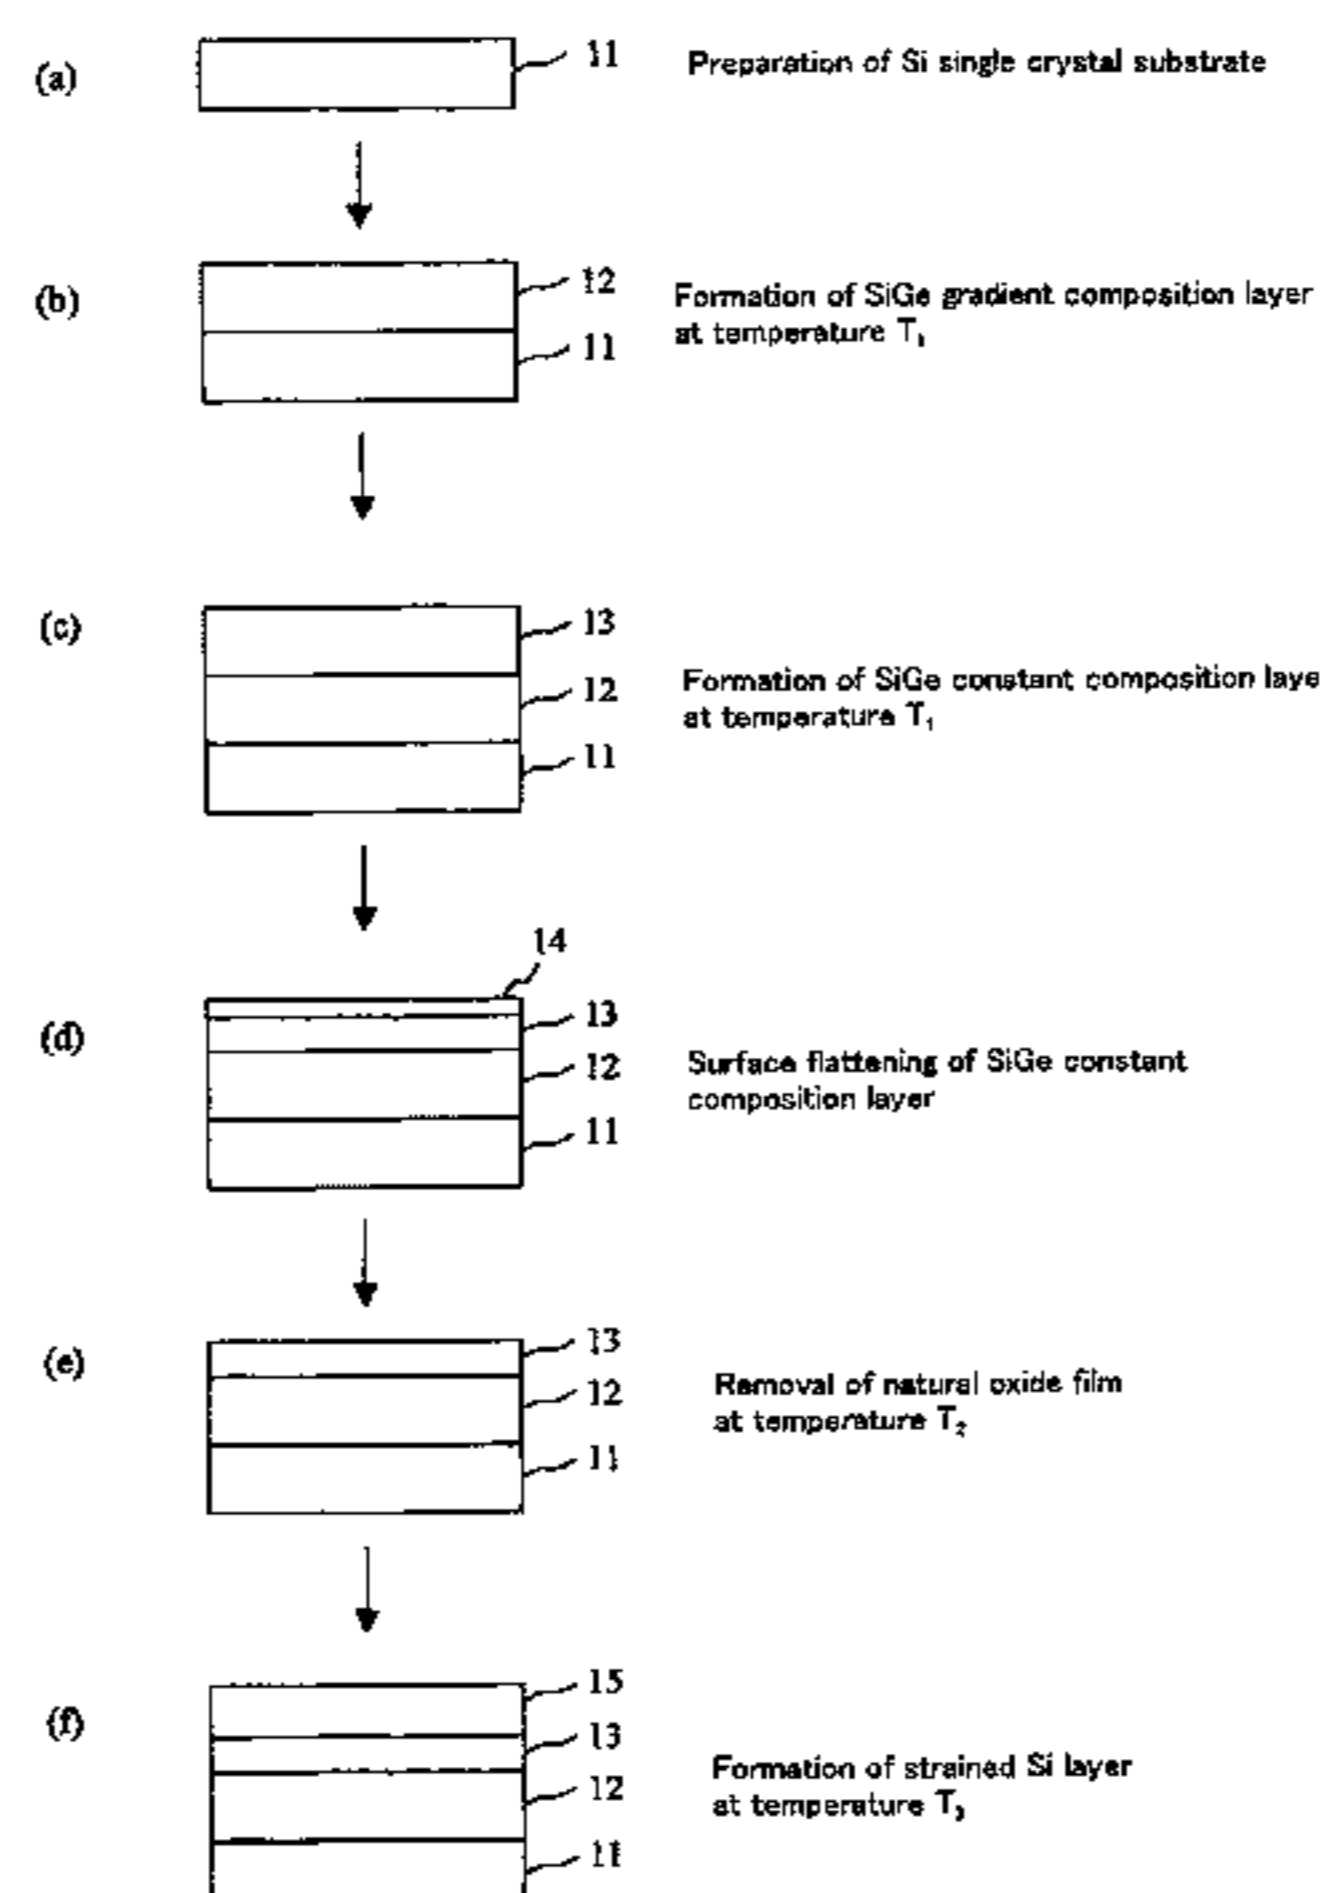 (a)
11
Preparation of Si single crystal substrate
(b)
12
11
Formation of SiGe gradient composition layer
at temperature T₁
(c)
13
12
11
Formation of SiGe constant composition laye
at temperature T₁
14
(d)
13
12
11
Surface flattening of SiGe constant
composition layer
(e)
13
12
11
Removal of natural oxide film
at temperature T₂
(f)
15
13
12
11
Formation of strained Si layer
at temperature T₃